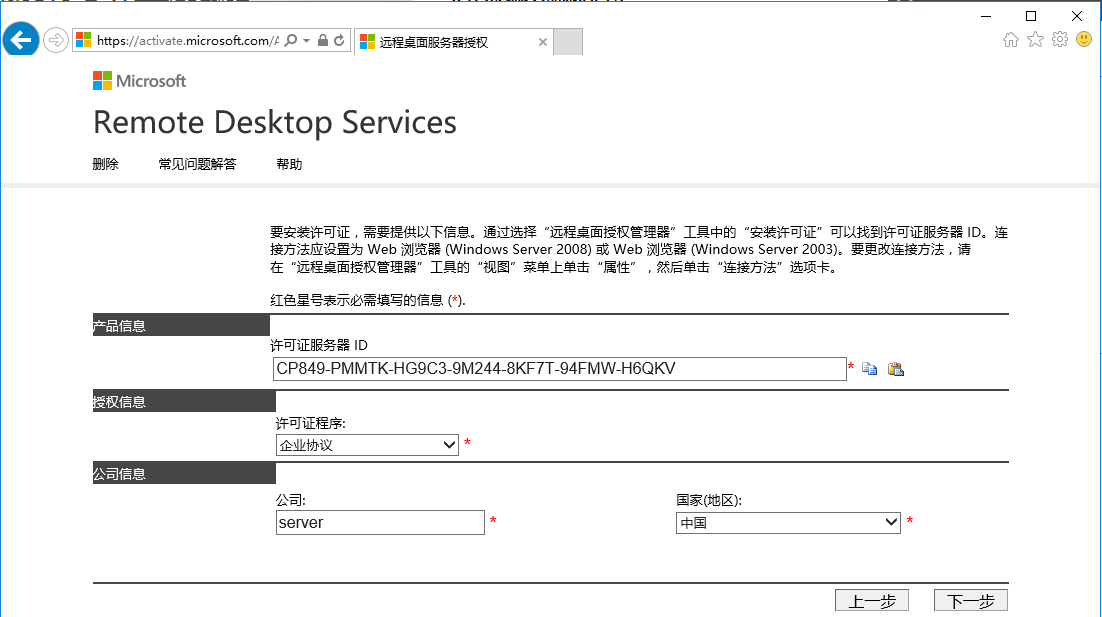 https://activate.microsoft.com/
远程桌面服务器授权
Microsoft
Remote Desktop Services
删除 常见问题解答 帮助
要安装许可证，需要提供以下信息。通过选择“远程桌面授权管理器”工具中的“安装许可证”可以找到许可证服务器 ID。连
接方法应设置为 Web 浏览器 (Windows Server 2008) 或 Web 浏览器 (Windows Server 2003)。要更改连接方法，请
在“远程桌面授权管理器”工具的“视图”菜单上单击“属性”，然后单击“连接方法”选项卡。
红色星号表示必需填写的信息 (*).
产品信息
许可证服务器 ID
CP849-PMMTK-HG9C3-9M244-8KF7T-94FMW-H6QKV *
授权信息
许可证程序:
企业协议 *
公司信息
公司: 国家(地区):
server * 中国 *
上一步 下一步